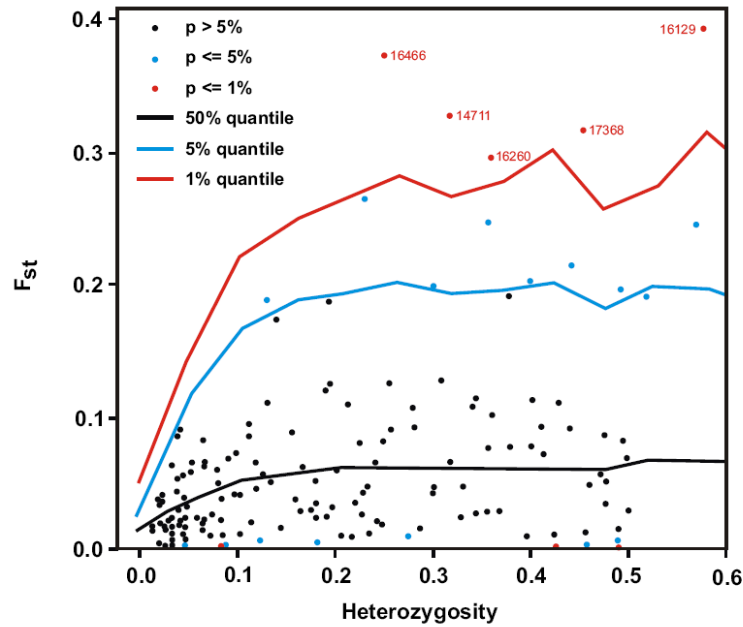 0.4
p > 5%
p <= 5%
p <= 1%
50% quantile
5% quantile
1% quantile
16466
16129
14711
17368
16260
0.3
0.2
0.1
0.0
Fst
0.0 0.1 0.2 0.3 0.4 0.5 0.6
Heterozygosity